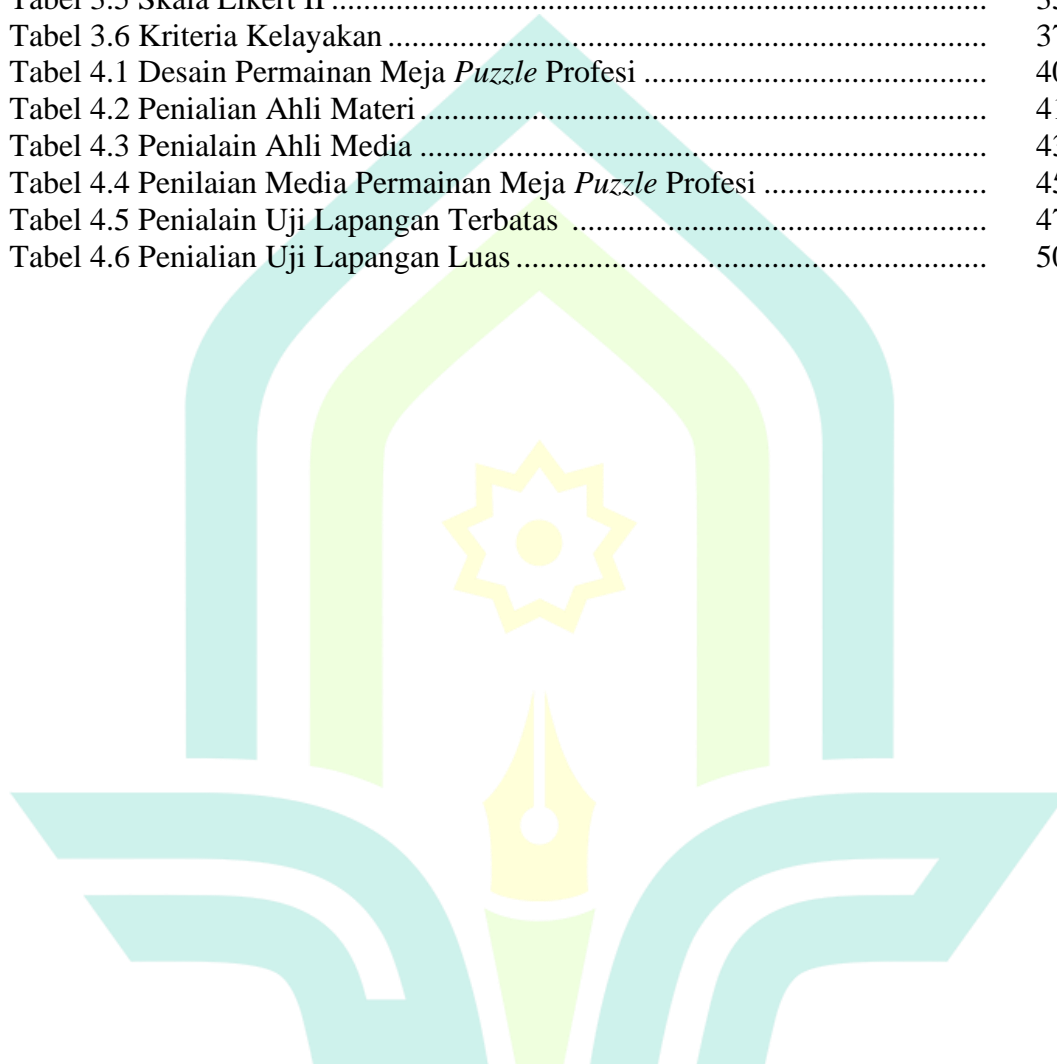 Tabel 3.5 Skala Likert II ........................................................................................
Tabel 3.6 Kriteria Kelayakan ................................................................................ 37
Tabel 4.1 Desain Permainan Meja Puzzle Profesi .............................................. 40
Tabel 4.2 Penialian Ahli Materi ............................................................................ 41
Tabel 4.3 Penialain Ahli Media ............................................................................. 43
Tabel 4.4 Penilaian Media Permainan Meja Puzzle Profesi ............................. 45
Tabel 4.5 Penialain Uji Lapangan Terbatas ....................................................... 47
Tabel 4.6 Penialian Uji Lapangan Luas ............................................................... 50